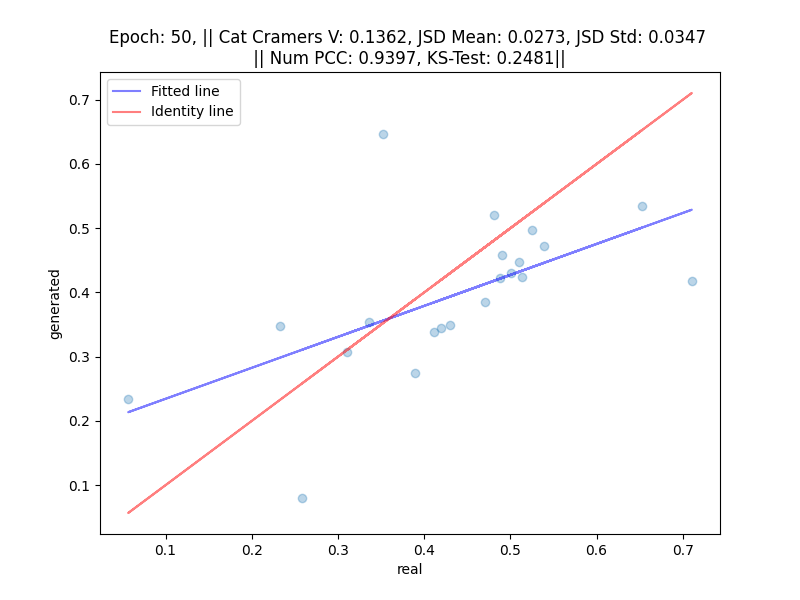 Epoch: 50, || Cat Cramers V: 0.1362, JSD Mean: 0.0273, JSD Std: 0.0347
|| Num PCC: 0.9397, KS-Test: 0.2481||
Fitted line
Identity line
generated
0.7
0.6
0.5
0.4
0.3
0.2
0.1
0.1 0.2 0.3 0.4 0.5 0.6 0.7
real